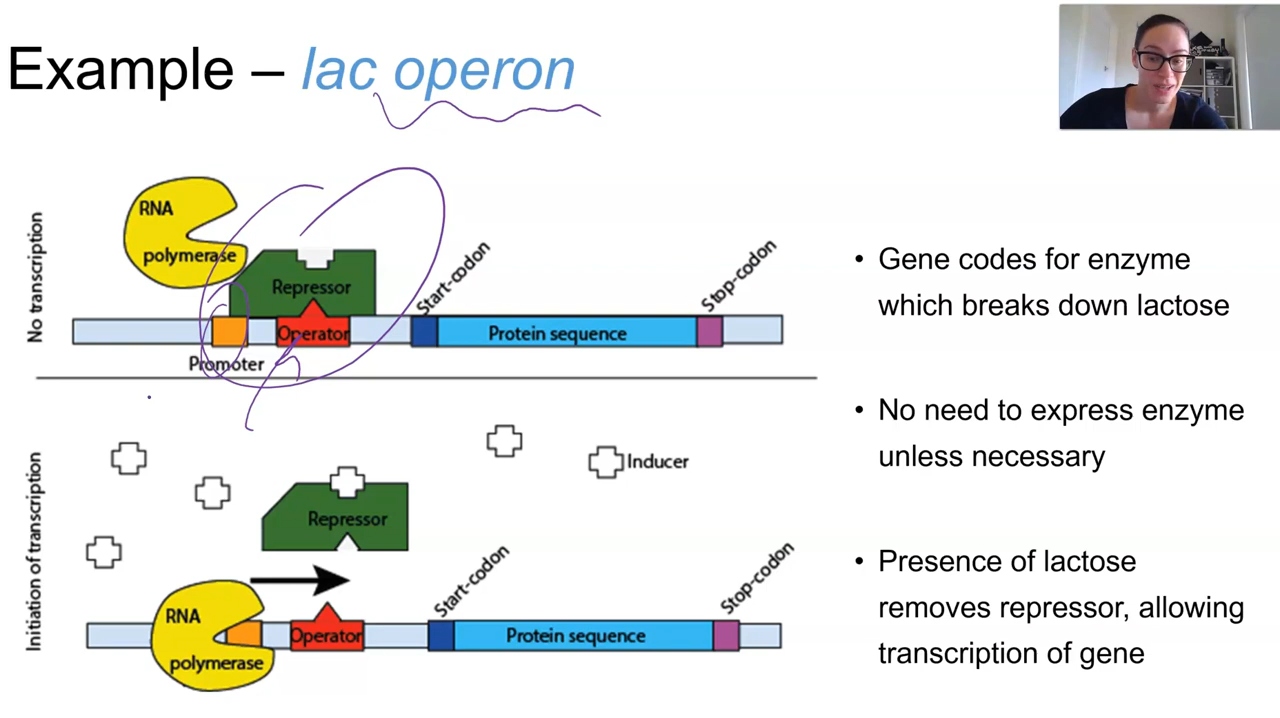 Example – lac operon
No transcription
RNA
polymerase
Repressor
Operator
Promoter
Start-codon
Protein sequence
Stop-codon
Initiation of transcription
Inducer
Repressor
RNA
polymerase
Operator
Start-codon
Protein sequence
Stop-codon
• Gene codes for enzyme
which breaks down lactose
• No need to express enzyme
unless necessary
• Presence of lactose
removes repressor, allowing
transcription of gene